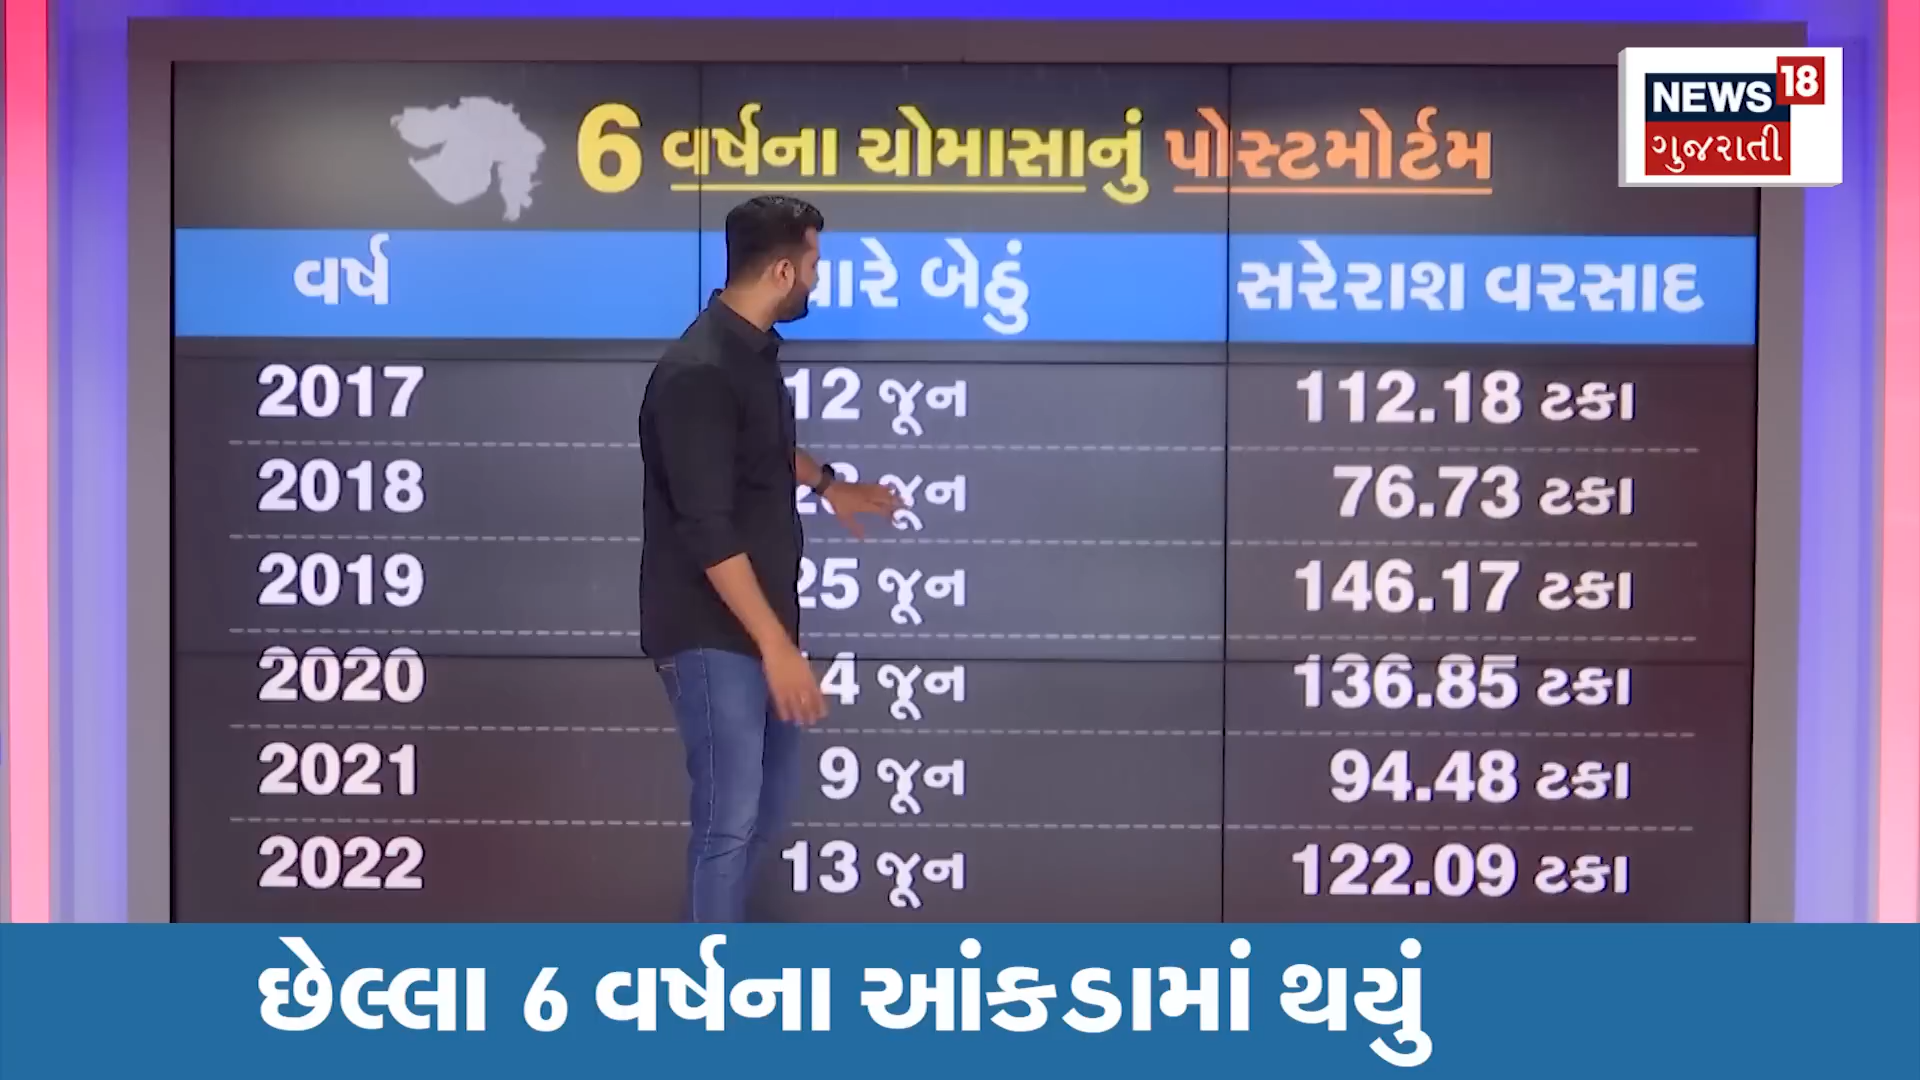 NEWS 18
ગુજરાતી
6 વર્ષના ચોમાસાનું પોસ્ટમોર્ટમ
વર્ષ બેઠું સરેરાશ વરસાદ
2017 12 જૂન 112.18 ટકા
2018 જૂન 76.73 ટકા
2019 25 જૂન 146.17 ટકા
2020 જૂન 136.85 ટકા
2021 9 જૂન 94.48 ટકા
2022 13 જૂન 122.09 ટકા
છેલ્લા 6 વર્ષના આંકડામાં થયું